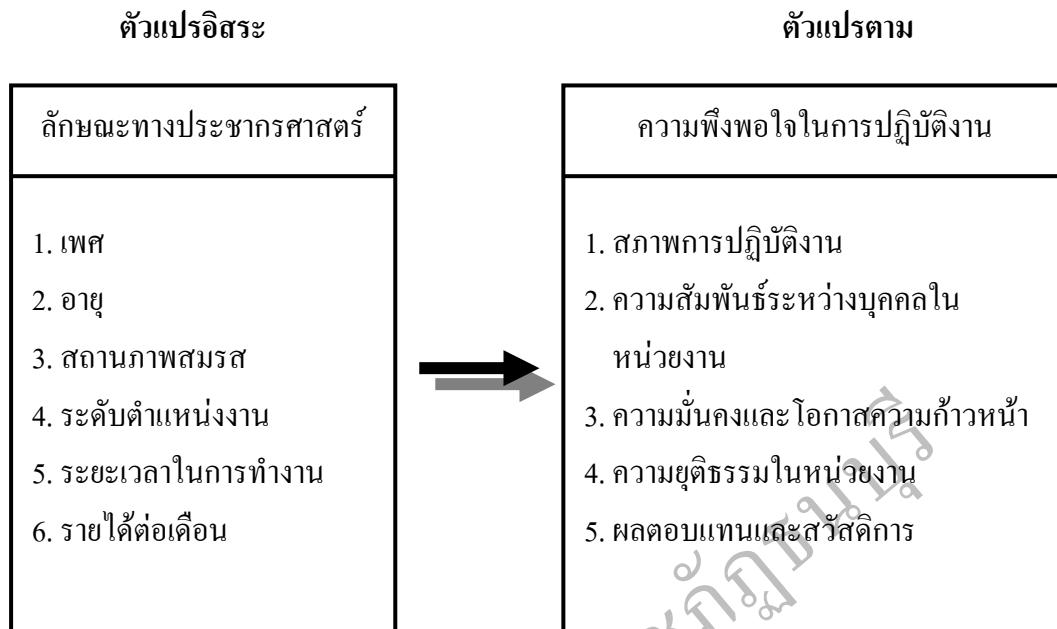 ตัวแปรอิสระ
ลักษณะทางประชากรศาสตร์
1. เพศ
2. อายุ
3. สถานภาพสมรส
4. ระดับตำแหน่งงาน
5. ระยะเวลาในการทำงาน
6. รายได้ต่อเดือน
ตัวแปรตาม
ความพึงพอใจในการปฏิบัติงาน
1. สภาพการปฏิบัติงาน
2. ความสัมพันธ์ระหว่างบุคคลใน
หน่วยงาน
3. ความมั่นคงและโอกาสความก้าวหน้า
4. ความยุติธรรมในหน่วยงาน
5. ผลตอบแทนและสวัสดิการ